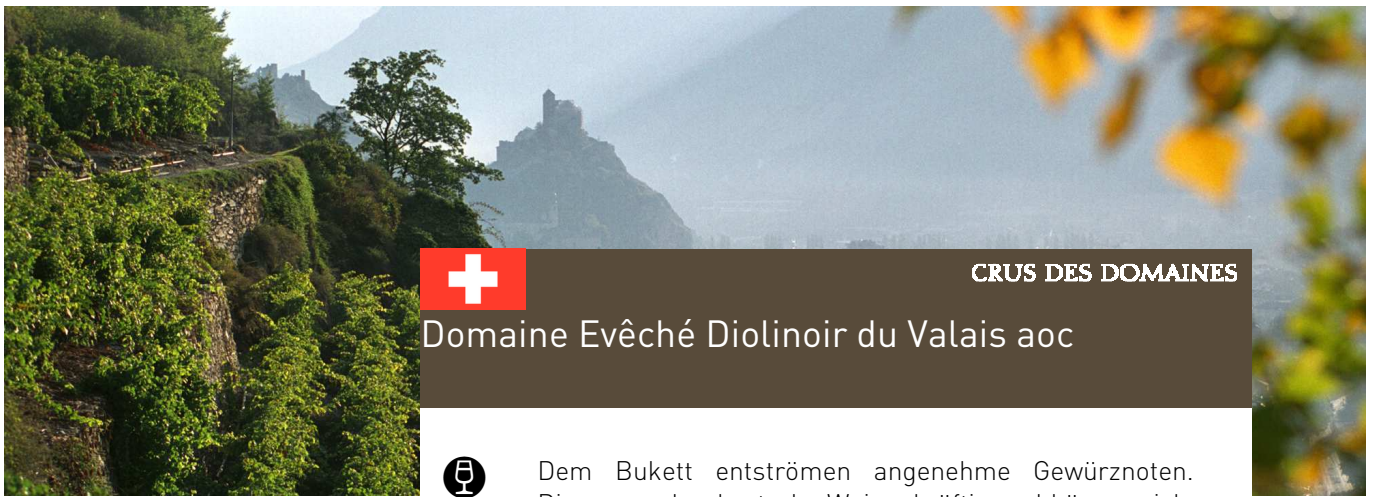 CRUS DES DOMAINES
Domaine Evêché Diolinoir du Valais aoc
Dem Bukett entströmen angenehme Gewürznoten.